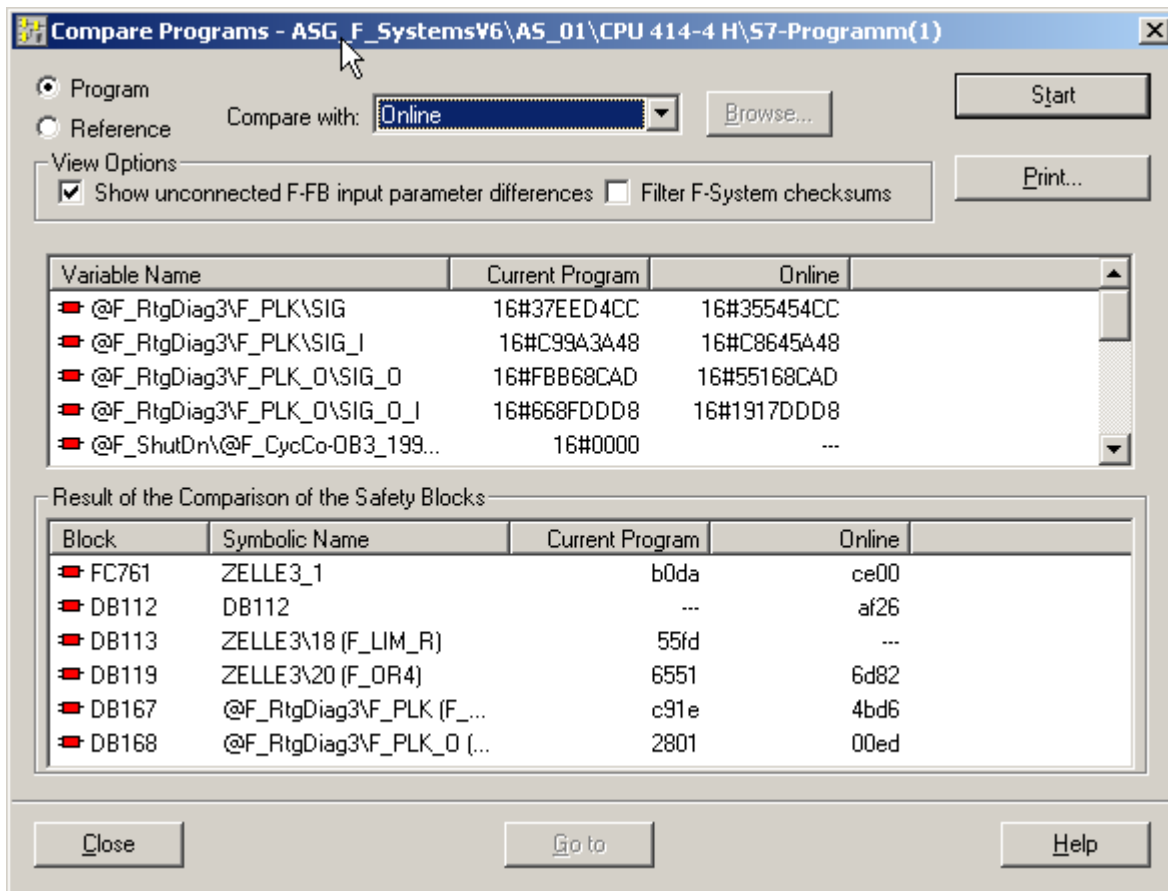 Compare Programs - ASG_F_SystemsV6\AS_01\CPU 414-4 H\S7-Programm(1)
Program
Reference
Compare with: Online Browse... Start
View Options
Show unconnected F-FB input parameter differences Filter F-System checksums
Print...
Variable Name Current Program Online
@F_RtgDiag3\F_PLK\SIG 16#37EED4CC 16#355454CC
@F_RtgDiag3\F_PLK\SIG_I 16#C99A3A48 16#C8645A48
@F_RtgDiag3\F_PLK_O\SIG_O 16#FBB68CAD 16#55168CAD
@F_RtgDiag3\F_PLK_O\SIG_O_I 16#668FDDD8 16#1917DDD8
@F_ShutDn\@F_CycCo-OB3_199... 16#0000 ---
Result of the Comparison of the Safety Blocks
Block Symbolic Name Current Program Online
FC761 ZELLE3_1 b0da ce00
DB112 DB112 --- af26
DB113 ZELLE3\18 (F_LIM_R) 55fd ---
DB119 ZELLE3\20 (F_OR4) 6551 6d82
DB167 @F_RtgDiag3\F_PLK (F_... c91e 4bd6
DB168 @F_RtgDiag3\F_PLK_O (... 2801 00ed
Close Go to Help